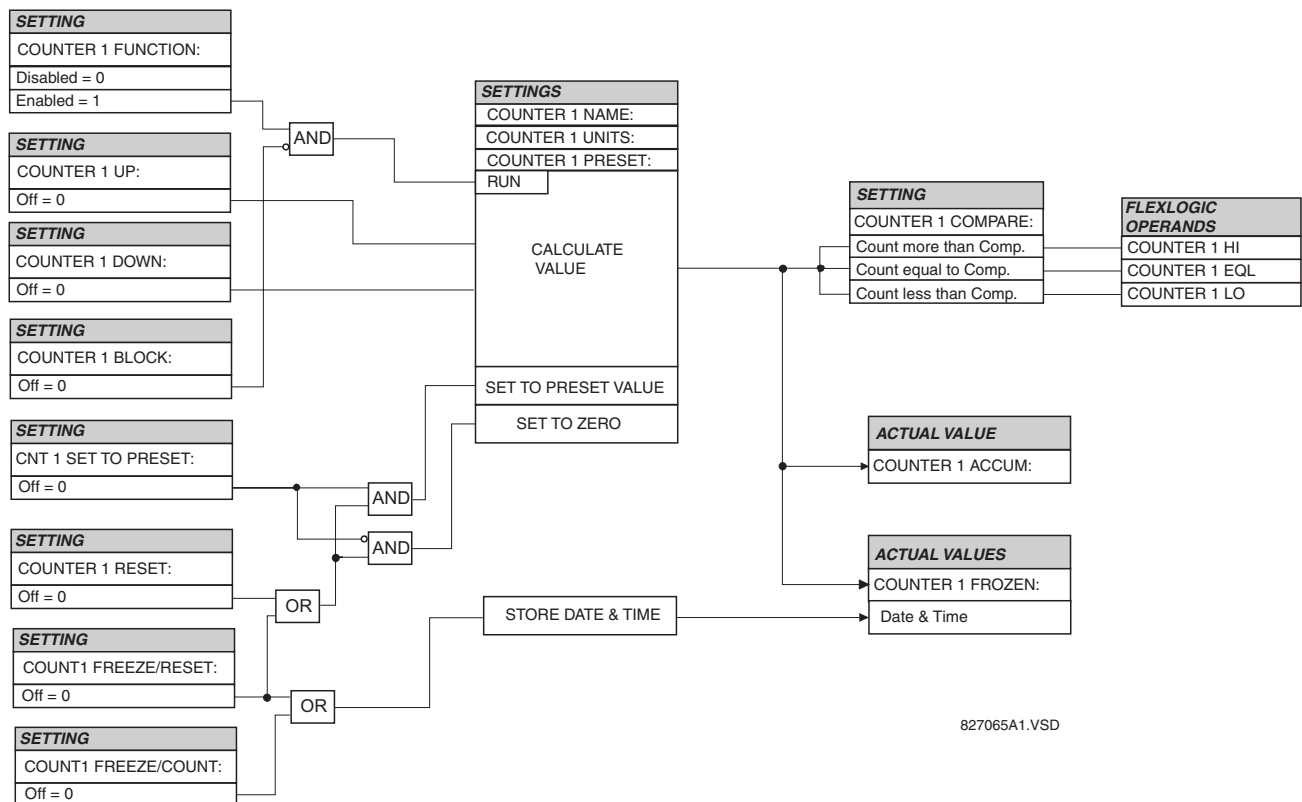 SETTING
COUNTER 1 FUNCTION:
Disabled = 0
Enabled = 1
SETTING
COUNTER 1 UP:
Off = 0
SETTING
COUNTER 1 DOWN:
Off = 0
SETTING
COUNTER 1 BLOCK:
Off = 0
SETTING
CNT 1 SET TO PRESET:
Off = 0
SETTING
COUNTER 1 RESET:
Off = 0
SETTING
COUNT1 FREEZE/RESET:
Off = 0
SETTING
COUNT1 FREEZE/COUNT:
Off = 0
AND
AND
AND
OR
OR
SETTINGS
COUNTER 1 NAME:
COUNTER 1 UNITS:
COUNTER 1 PRESET:
RUN
CALCULATE
VALUE
SET TO PRESET VALUE
SET TO ZERO
STORE DATE & TIME
SETTING
COUNTER 1 COMPARE:
Count more than Comp.
Count equal to Comp.
Count less than Comp.
FLEXLOGIC
OPERANDS
COUNTER 1 HI
COUNTER 1 EQL
COUNTER 1 LO
ACTUAL VALUE
COUNTER 1 ACCUM:
ACTUAL VALUES
COUNTER 1 FROZEN:
Date & Time
827065A1.VSD